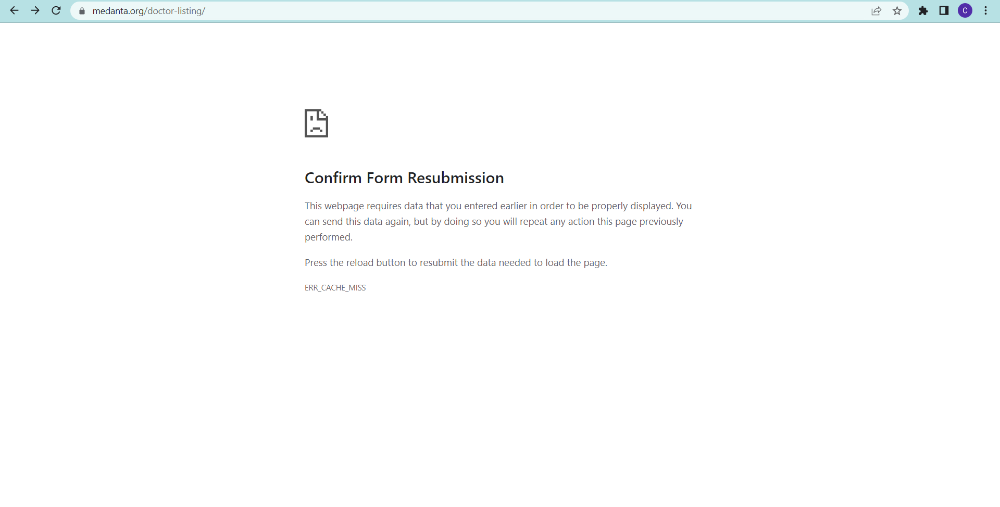 medanta.org/doctor-listing/
C
Confirm Form Resubmission
This webpage requires data that you entered earlier in order to be properly displayed. You
can send this data again, but by doing so you will repeat any action this page previously
performed.
Press the reload button to resubmit the data needed to load the page.
ERR_CACHE_MISS